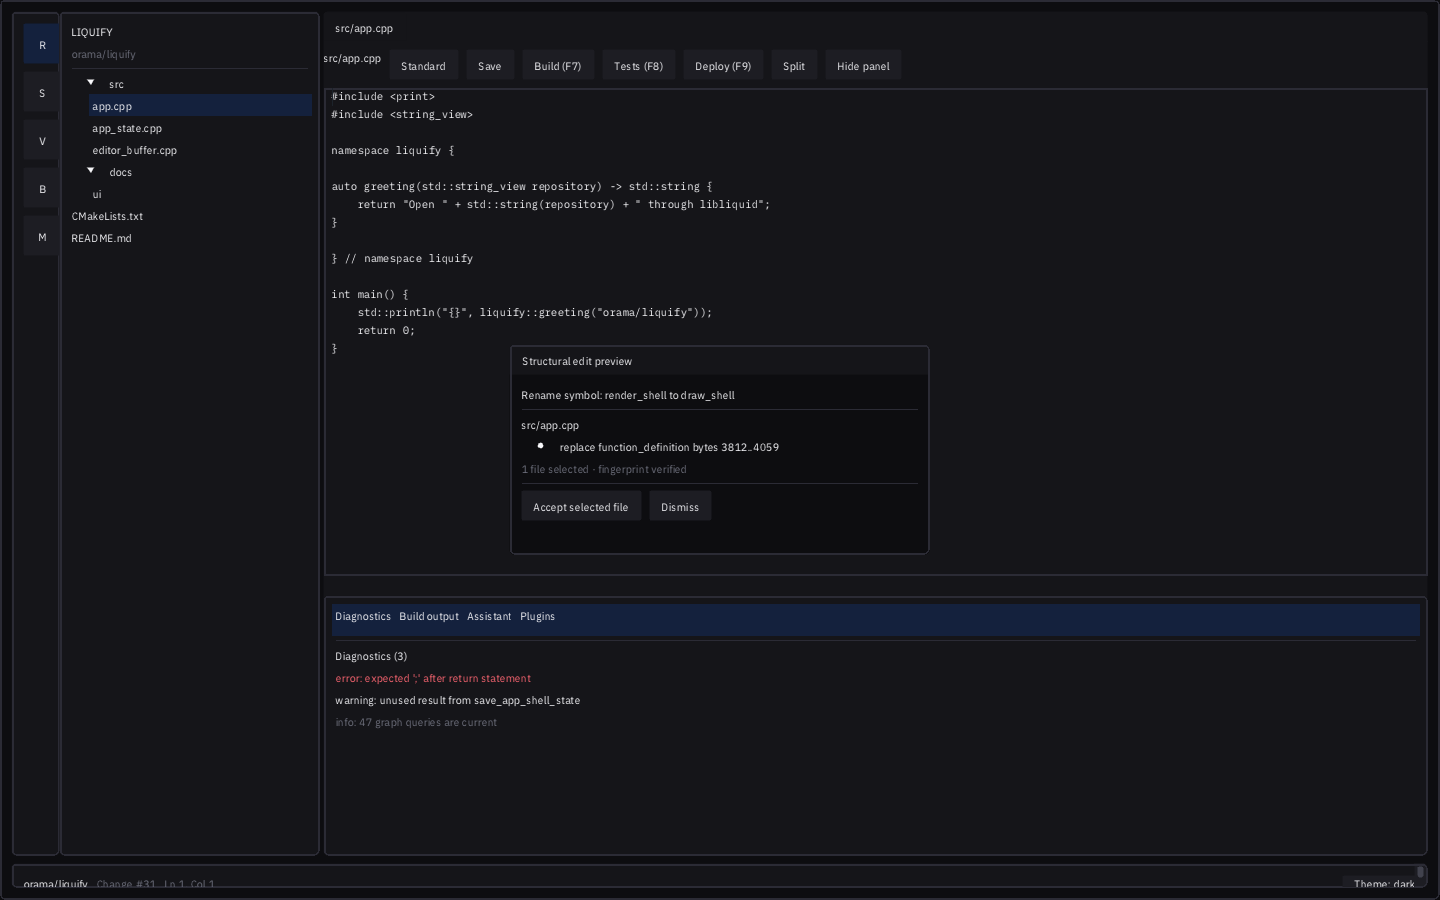 R
S
V
B
M
LIQUIFY
orama/liquify
src
app.cpp
app_state.cpp
editor_buffer.cpp
docs
ui
CMakeLists.txt
README.md
src/app.cpp
src/app.cpp Standard Save Build (F7) Tests (F8) Deploy (F9) Split Hide panel
#include <print>
#include <string_view>
namespace liquify {
auto greeting(std::string_view repository) -> std::string {
    return "Open " + std::string(repository) + " through libliquid";
}
} // namespace liquify
int main() {
    std::println("{}", liquify::greeting("orama/liquify"));
    return 0;
}
Structural edit preview
Rename symbol: render_shell to draw_shell
src/app.cpp
replace function_definition bytes 3812..4059
1 file selected · fingerprint verified
Accept selected file Dismiss
Diagnostics Build output Assistant Plugins
Diagnostics (3)
error: expected ';' after return statement
warning: unused result from save_app_shell_state
info: 47 graph queries are current
orama/liquify Change #31 Ln 1, Col 1 Theme: dark